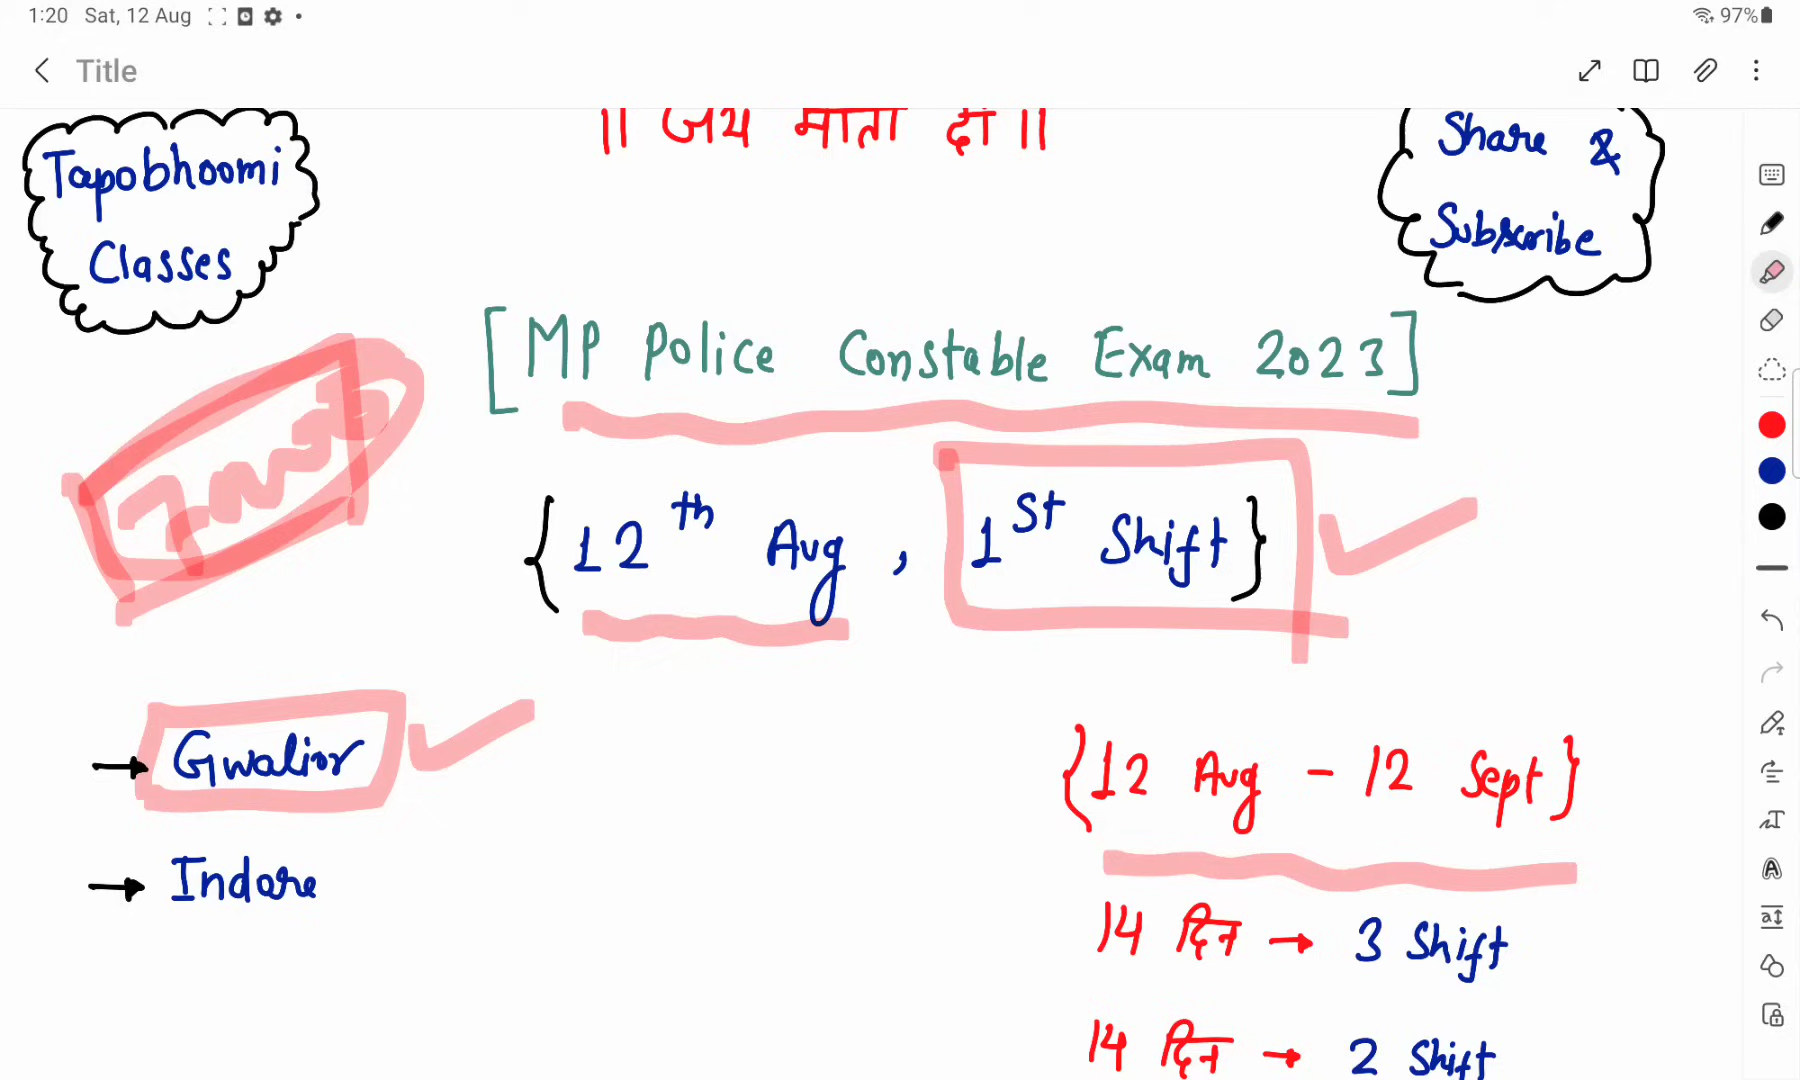 1:20 Sat, 12 Aug
97%
Title
॥ जय माता दी ॥
Tapobhoomi
Classes
Share &
Subscribe
[MP Police Constable Exam 2023]
{12th Aug, 1st Shift}
→ Gwalior
{12 Aug - 12 Sept}
→ Indore
14 दिन → 3 Shift
14 दिन → 2 Shift